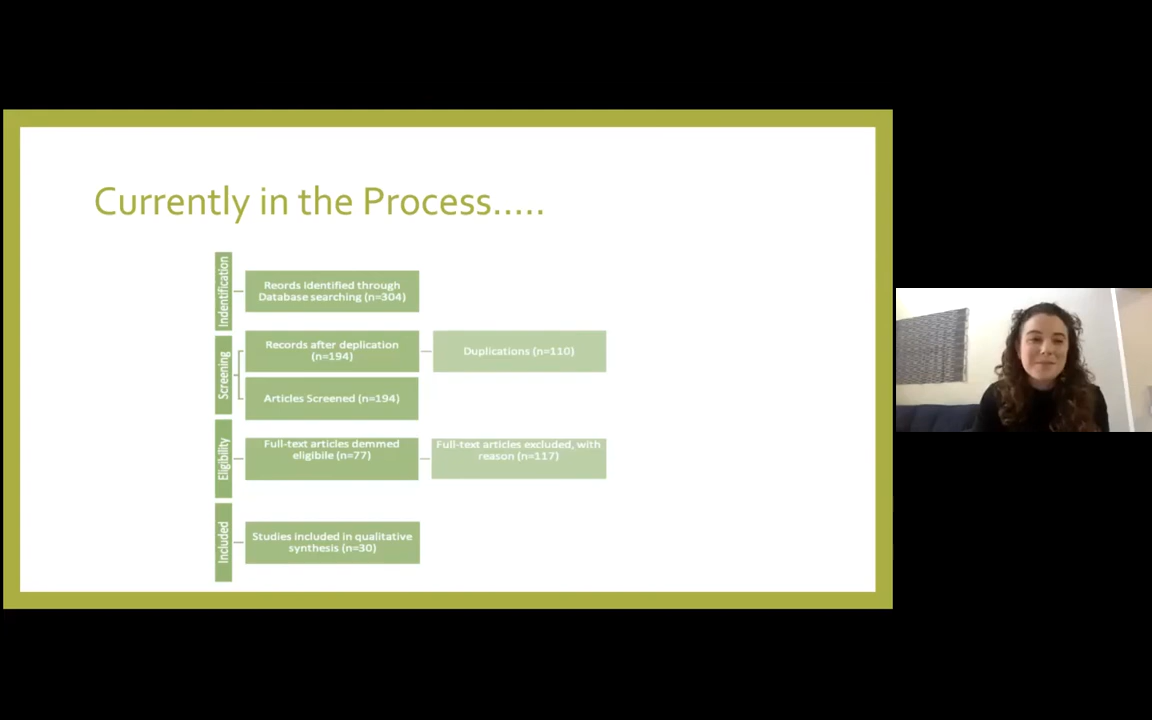 Currently in the Process.....
Indentification
Reords Identified through
Database searching (n=304)
Screening
Records after deplication
(n=194)
Duplications (n=110)
Articles Screened (n=194)
Eligibility
Full-text articles demmed
eligibile (n=77)
Full-text articles excluded, with
reason (n=117)
Included
Studies included in qualitative
synthesis (n=30)